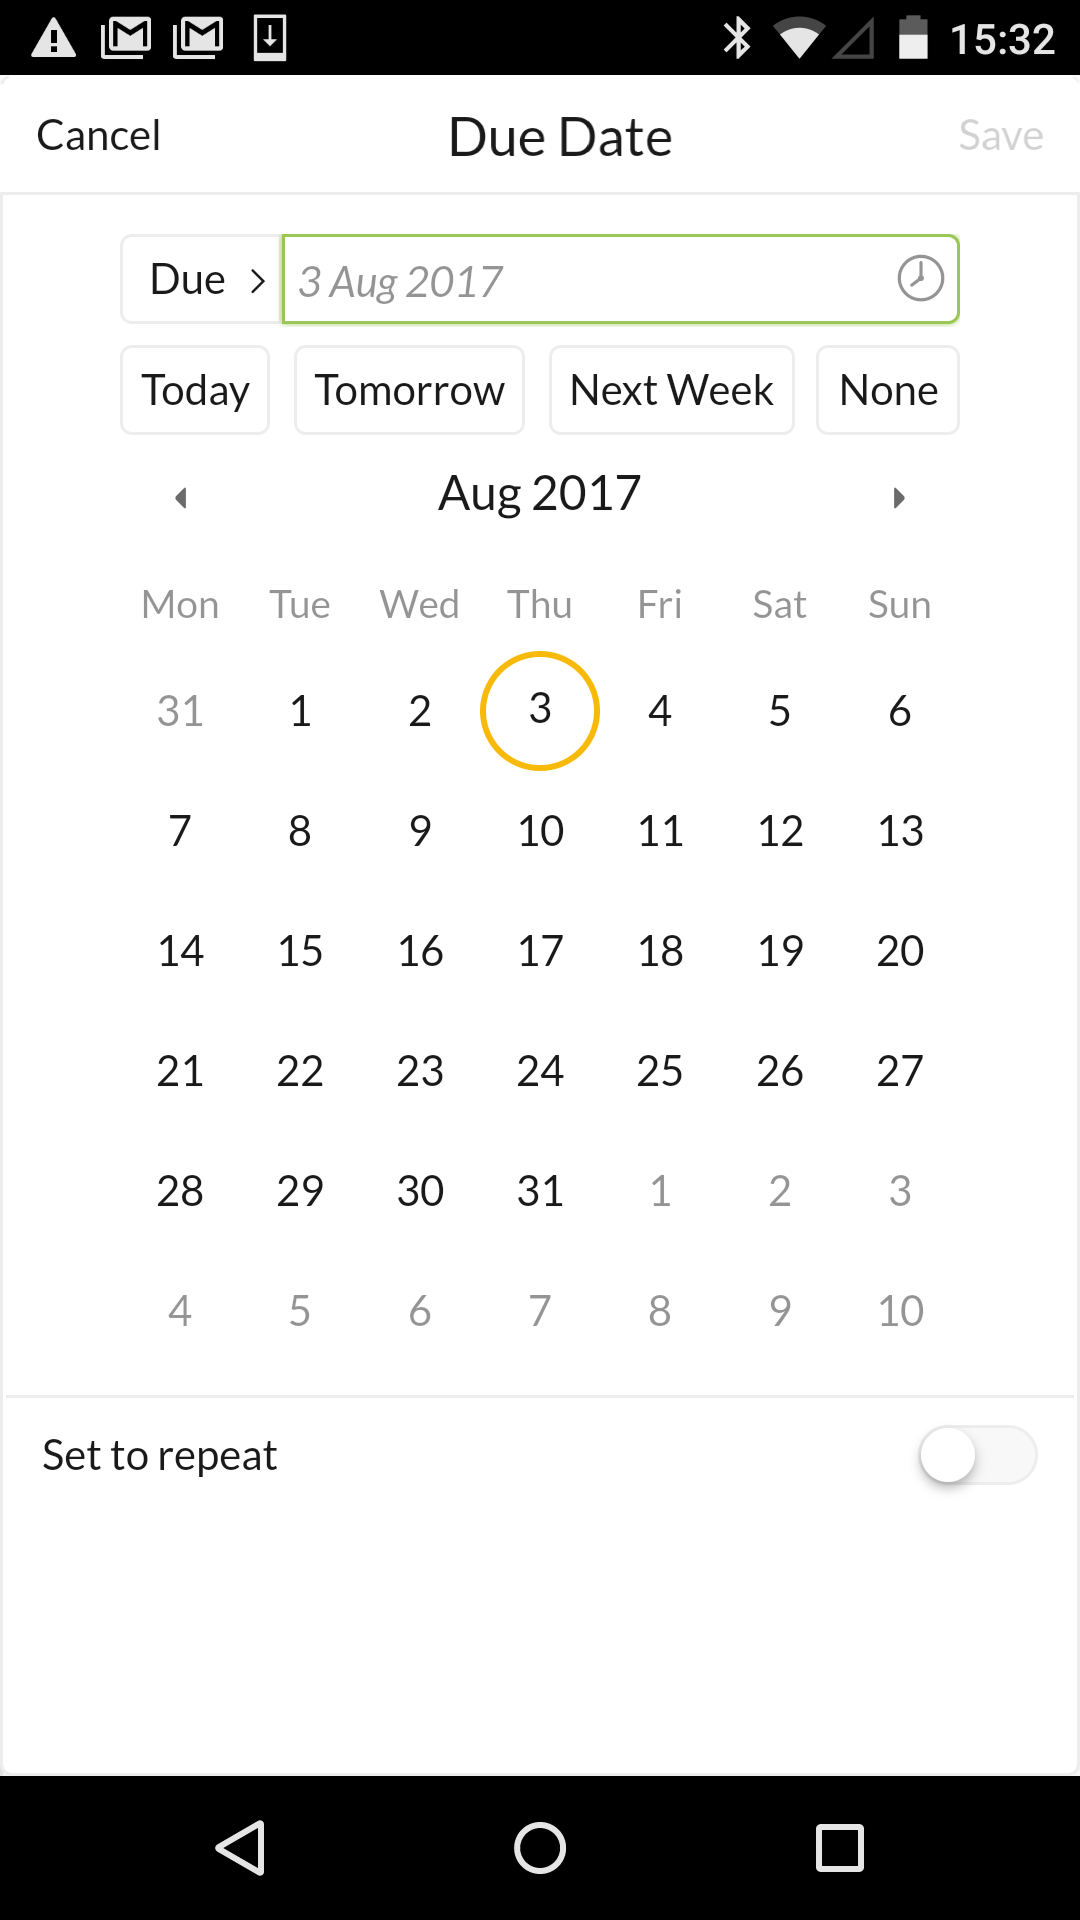 15:32
Cancel Due Date Save
Due 3 Aug 2017
Today Tomorrow Next Week None
Aug 2017
Mon Tue Wed Thu Fri Sat Sun
31 1 2 3 4 5 6
7 8 9 10 11 12 13
14 15 16 17 18 19 20
21 22 23 24 25 26 27
28 29 30 31 1 2 3
4 5 6 7 8 9 10
Set to repeat